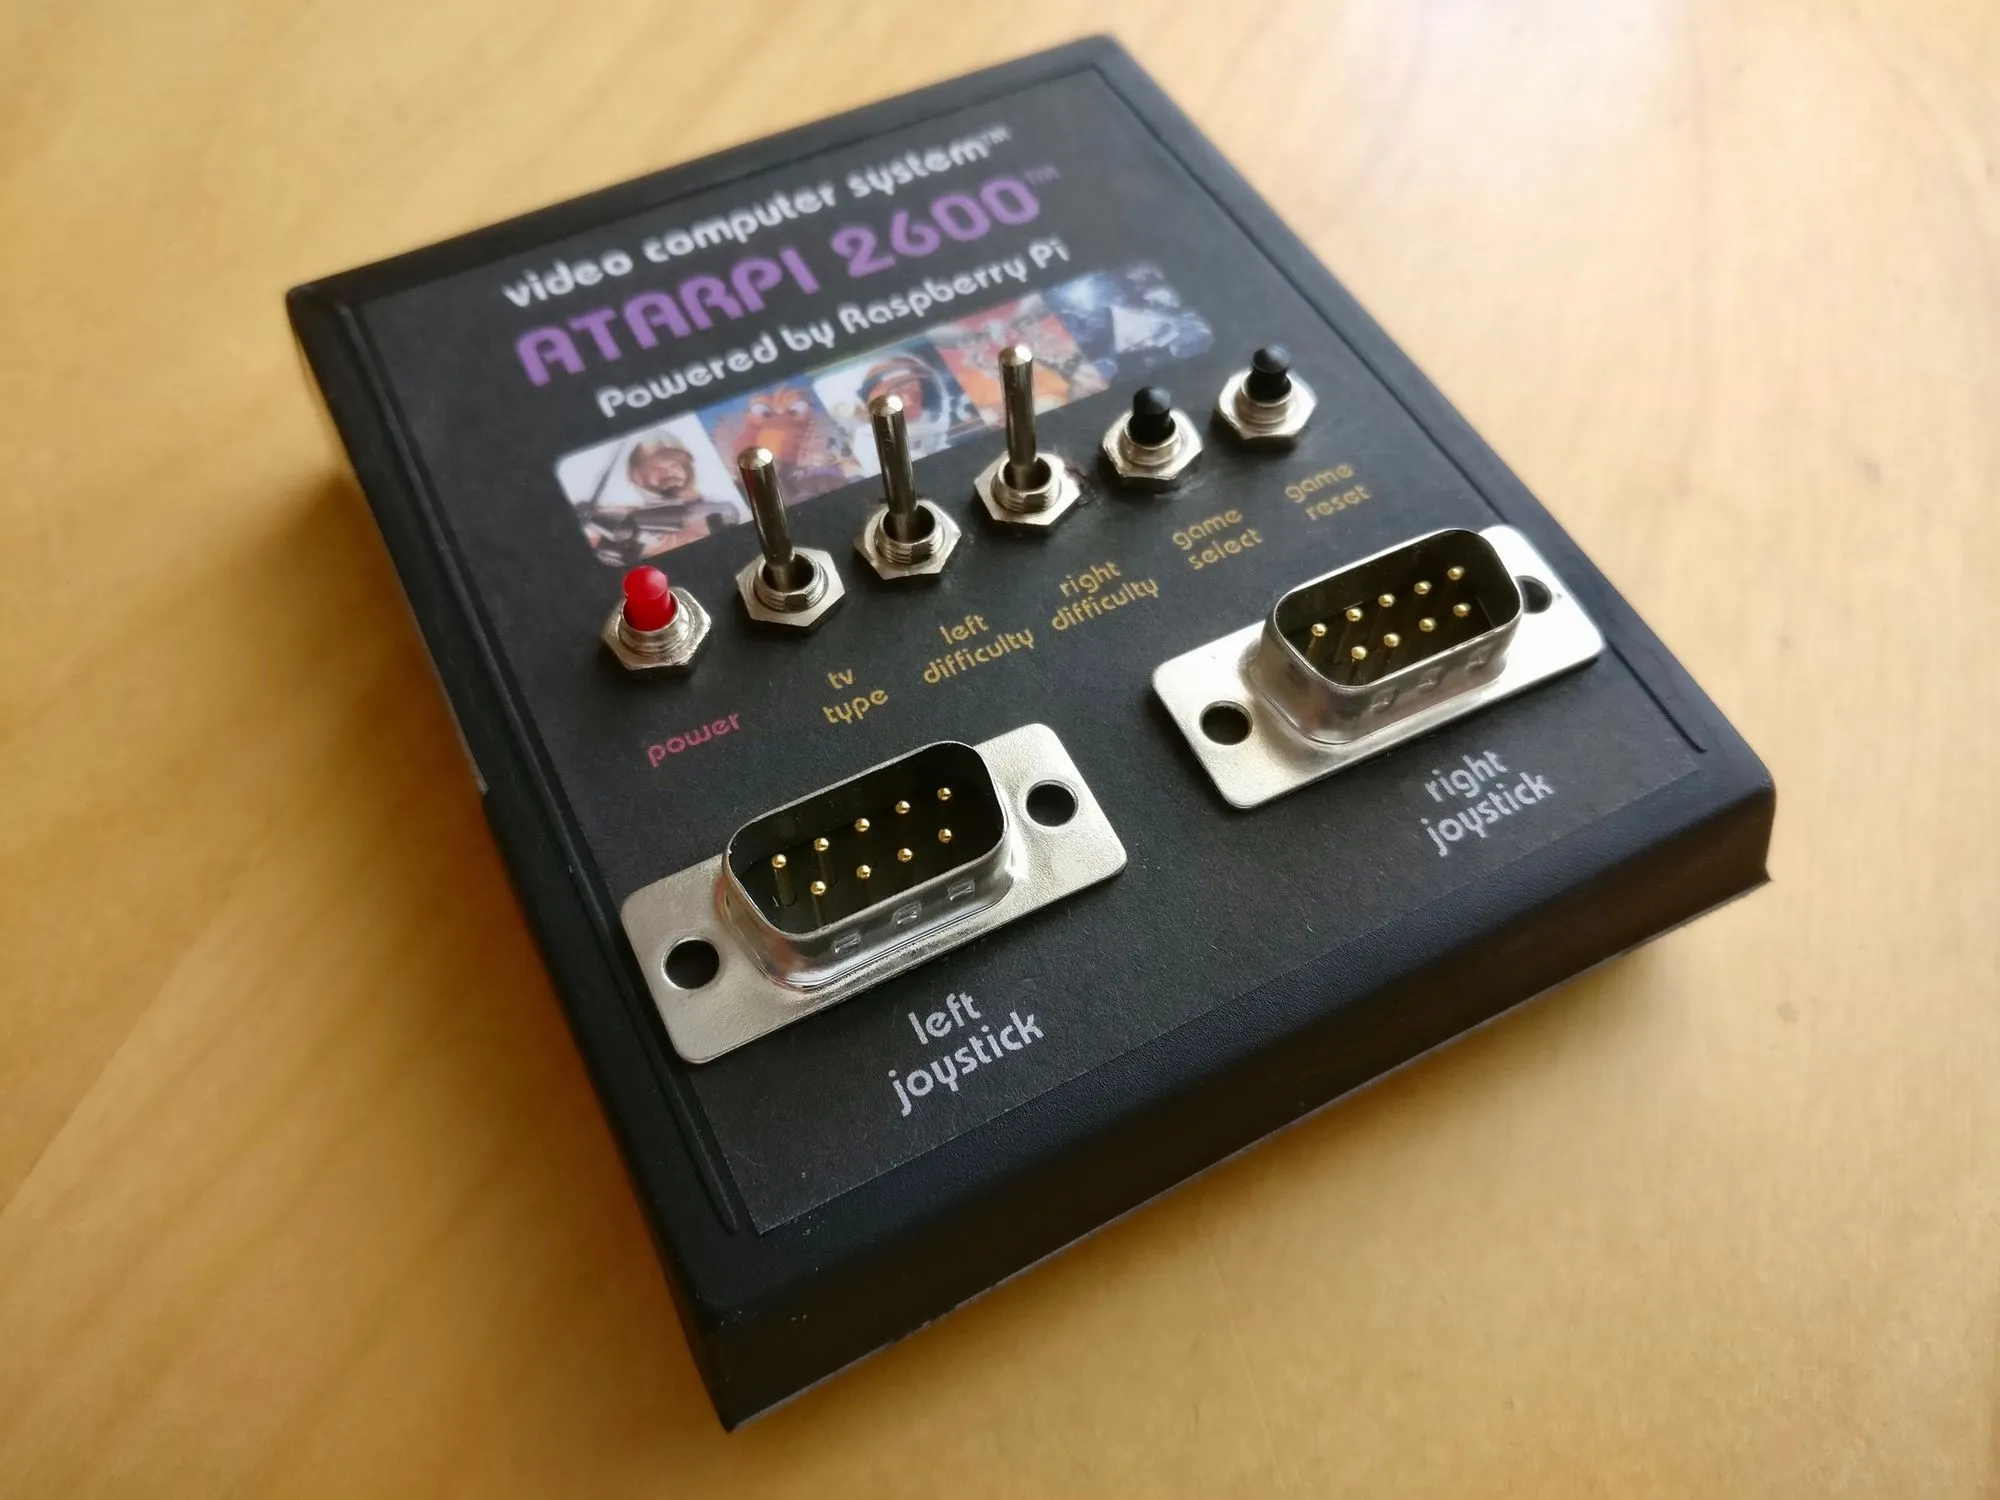 video computer system™
ATARPI 2600™
Powered by Raspberry Pi
power
tv
type
left
difficulty
right
difficulty
game
select
game
reset
left
joystick
right
joystick